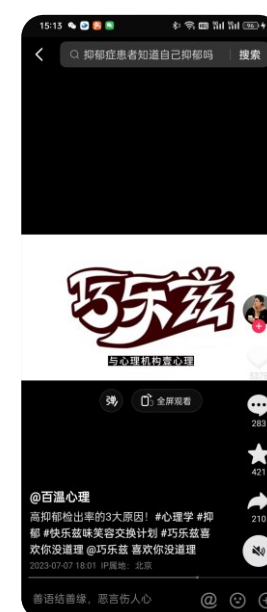 15:13
抑郁症患者知道自己抑郁吗
搜索
巧乐兹
与心理机构壹心理
弹
全屏观看
283
421
210
@百温心理
高抑郁检出率的3大原因！#心理学 #抑
郁 #快乐兹味笑容交换计划 #巧乐兹喜
欢你没道理 @巧乐兹 喜欢你没道理
2023-07-07 18:01 IP属地：北京
善语结善缘，恶言伤人心